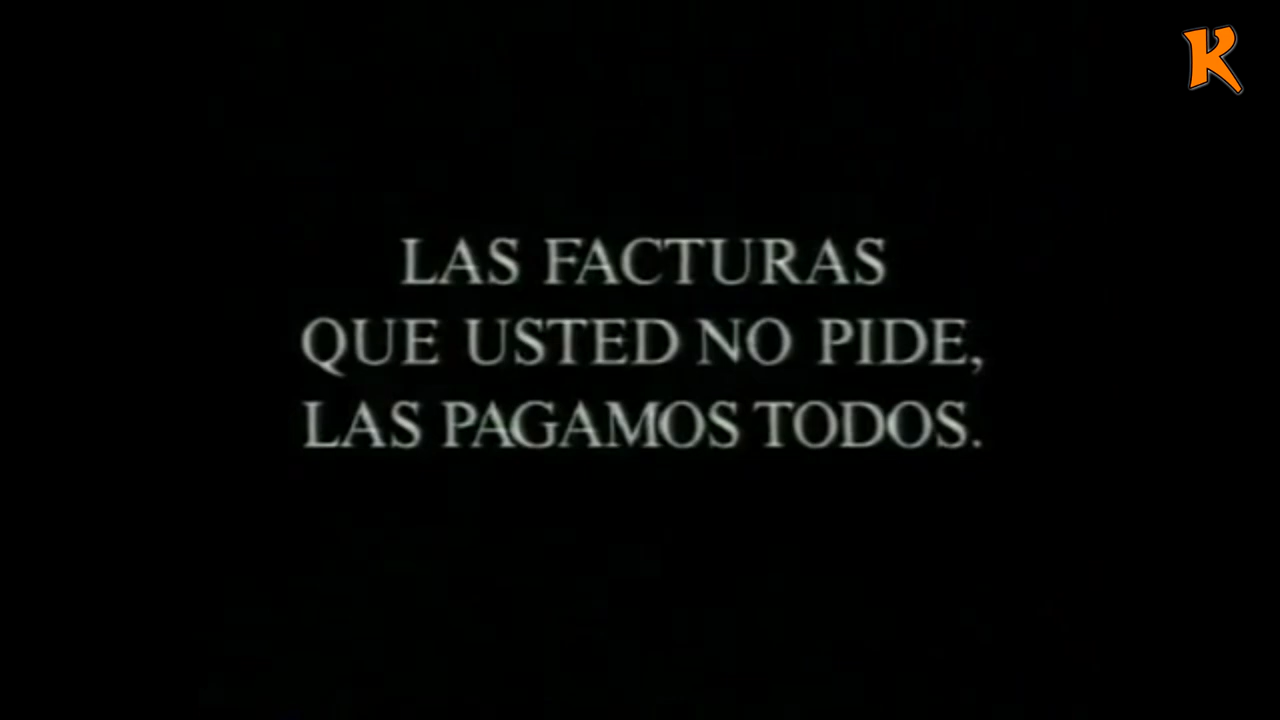 K
LAS FACTURAS
QUE USTED NO PIDE,
LAS PAGAMOS TODOS.